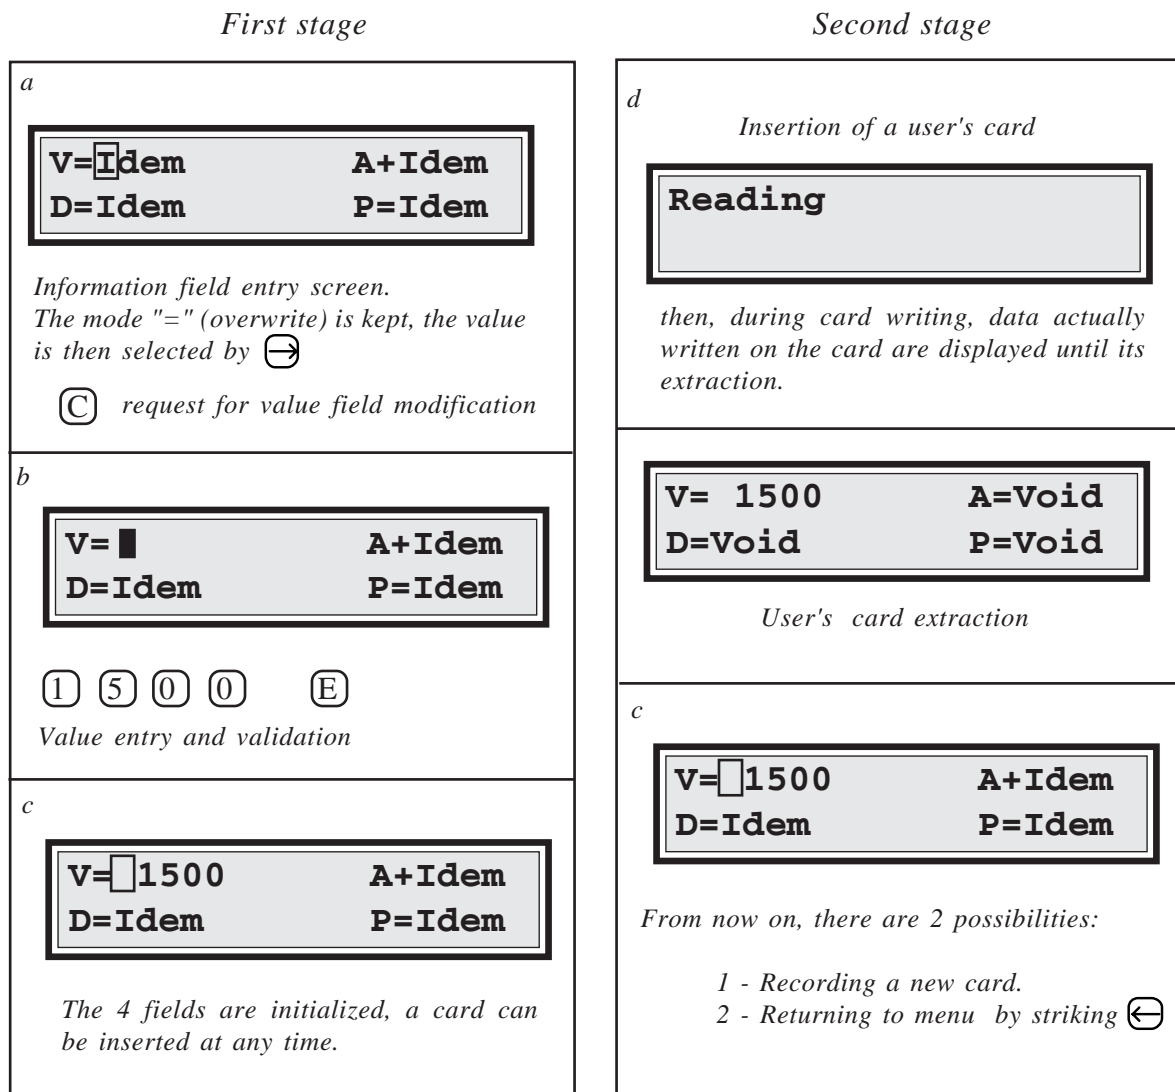 First stage
a
V=Idem A+Idem
D=Idem P=Idem
Information field entry screen.
The mode "=" (overwrite) is kept, the value
is then selected by →
C request for value field modification
b
V= A+Idem
D=Idem P=Idem
1 5 0 0 E
Value entry and validation
c
V= 1500 A+Idem
D=Idem P=Idem
The 4 fields are initialized, a card can
be inserted at any time.
Second stage
d
Insertion of a user's card
Reading
then, during card writing, data actually
written on the card are displayed until its
extraction.
V= 1500 A=Void
D=Void P=Void
User's card extraction
c
V= 1500 A+Idem
D=Idem P=Idem
From now on, there are 2 possibilities:
1 - Recording a new card.
2 - Returning to menu by striking ←